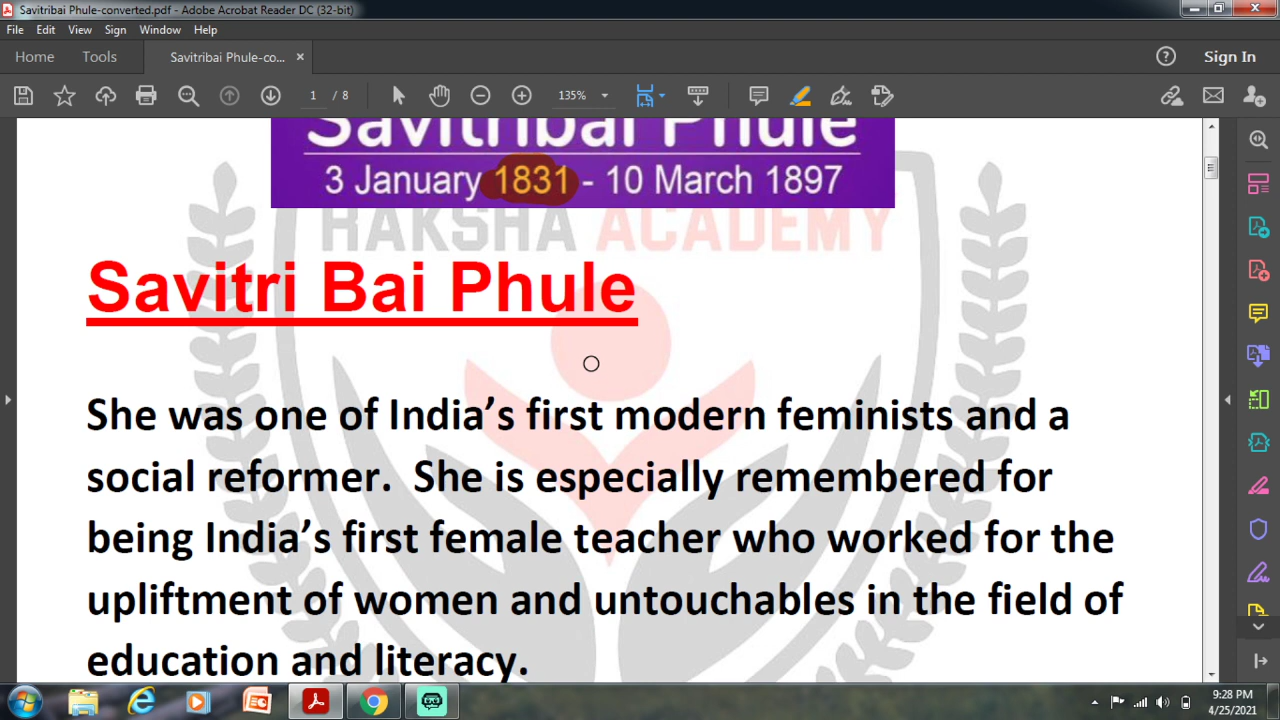 Savitribai Phule-converted.pdf - Adobe Acrobat Reader DC (32-bit)
File Edit View Sign Window Help
Home Tools Savitribai Phule-co... × Sign In
1 / 8 135%
Savitribai Phule
3 January 1831 - 10 March 1897
RAKSHA ACADEMY
Savitri Bai Phule
She was one of India’s first modern feminists and a
social reformer. She is especially remembered for
being India’s first female teacher who worked for the
upliftment of women and untouchables in the field of
education and literacy.
9:28 PM
4/25/2021